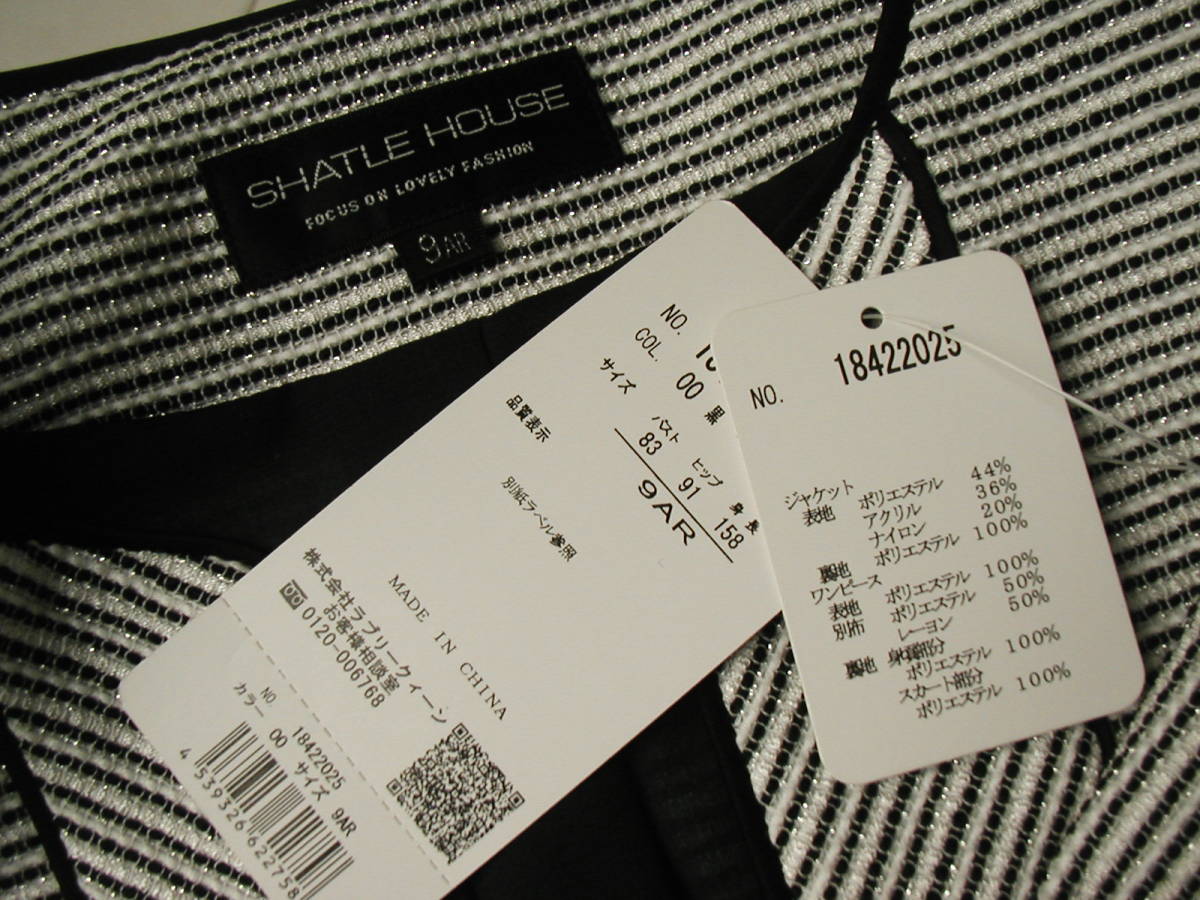 SHATLE HOUSE
FOCUS ON LOVELY FASHION
9AR
NO.
COL. 00 黒
サイズ
バスト ヒップ 身長
83 91 158
9AR
品質表示
別紙ラベル参照
MADE IN CHINA
株式会社ラブリークィーン
お客様相談室
0120-006768
NO. 18422025
カラー 00 サイズ 9AR
4539326622758
NO. 18422025
ジャケット
表地 ポリエステル 44%
アクリル 36%
ナイロン 20%
裏地 ポリエステル 100%
ワンピース
表地 ポリエステル 100%
別布 ポリエステル 50%
レーヨン 50%
裏地 身頃部分
ポリエステル 100%
スカート部分
ポリエステル 100%